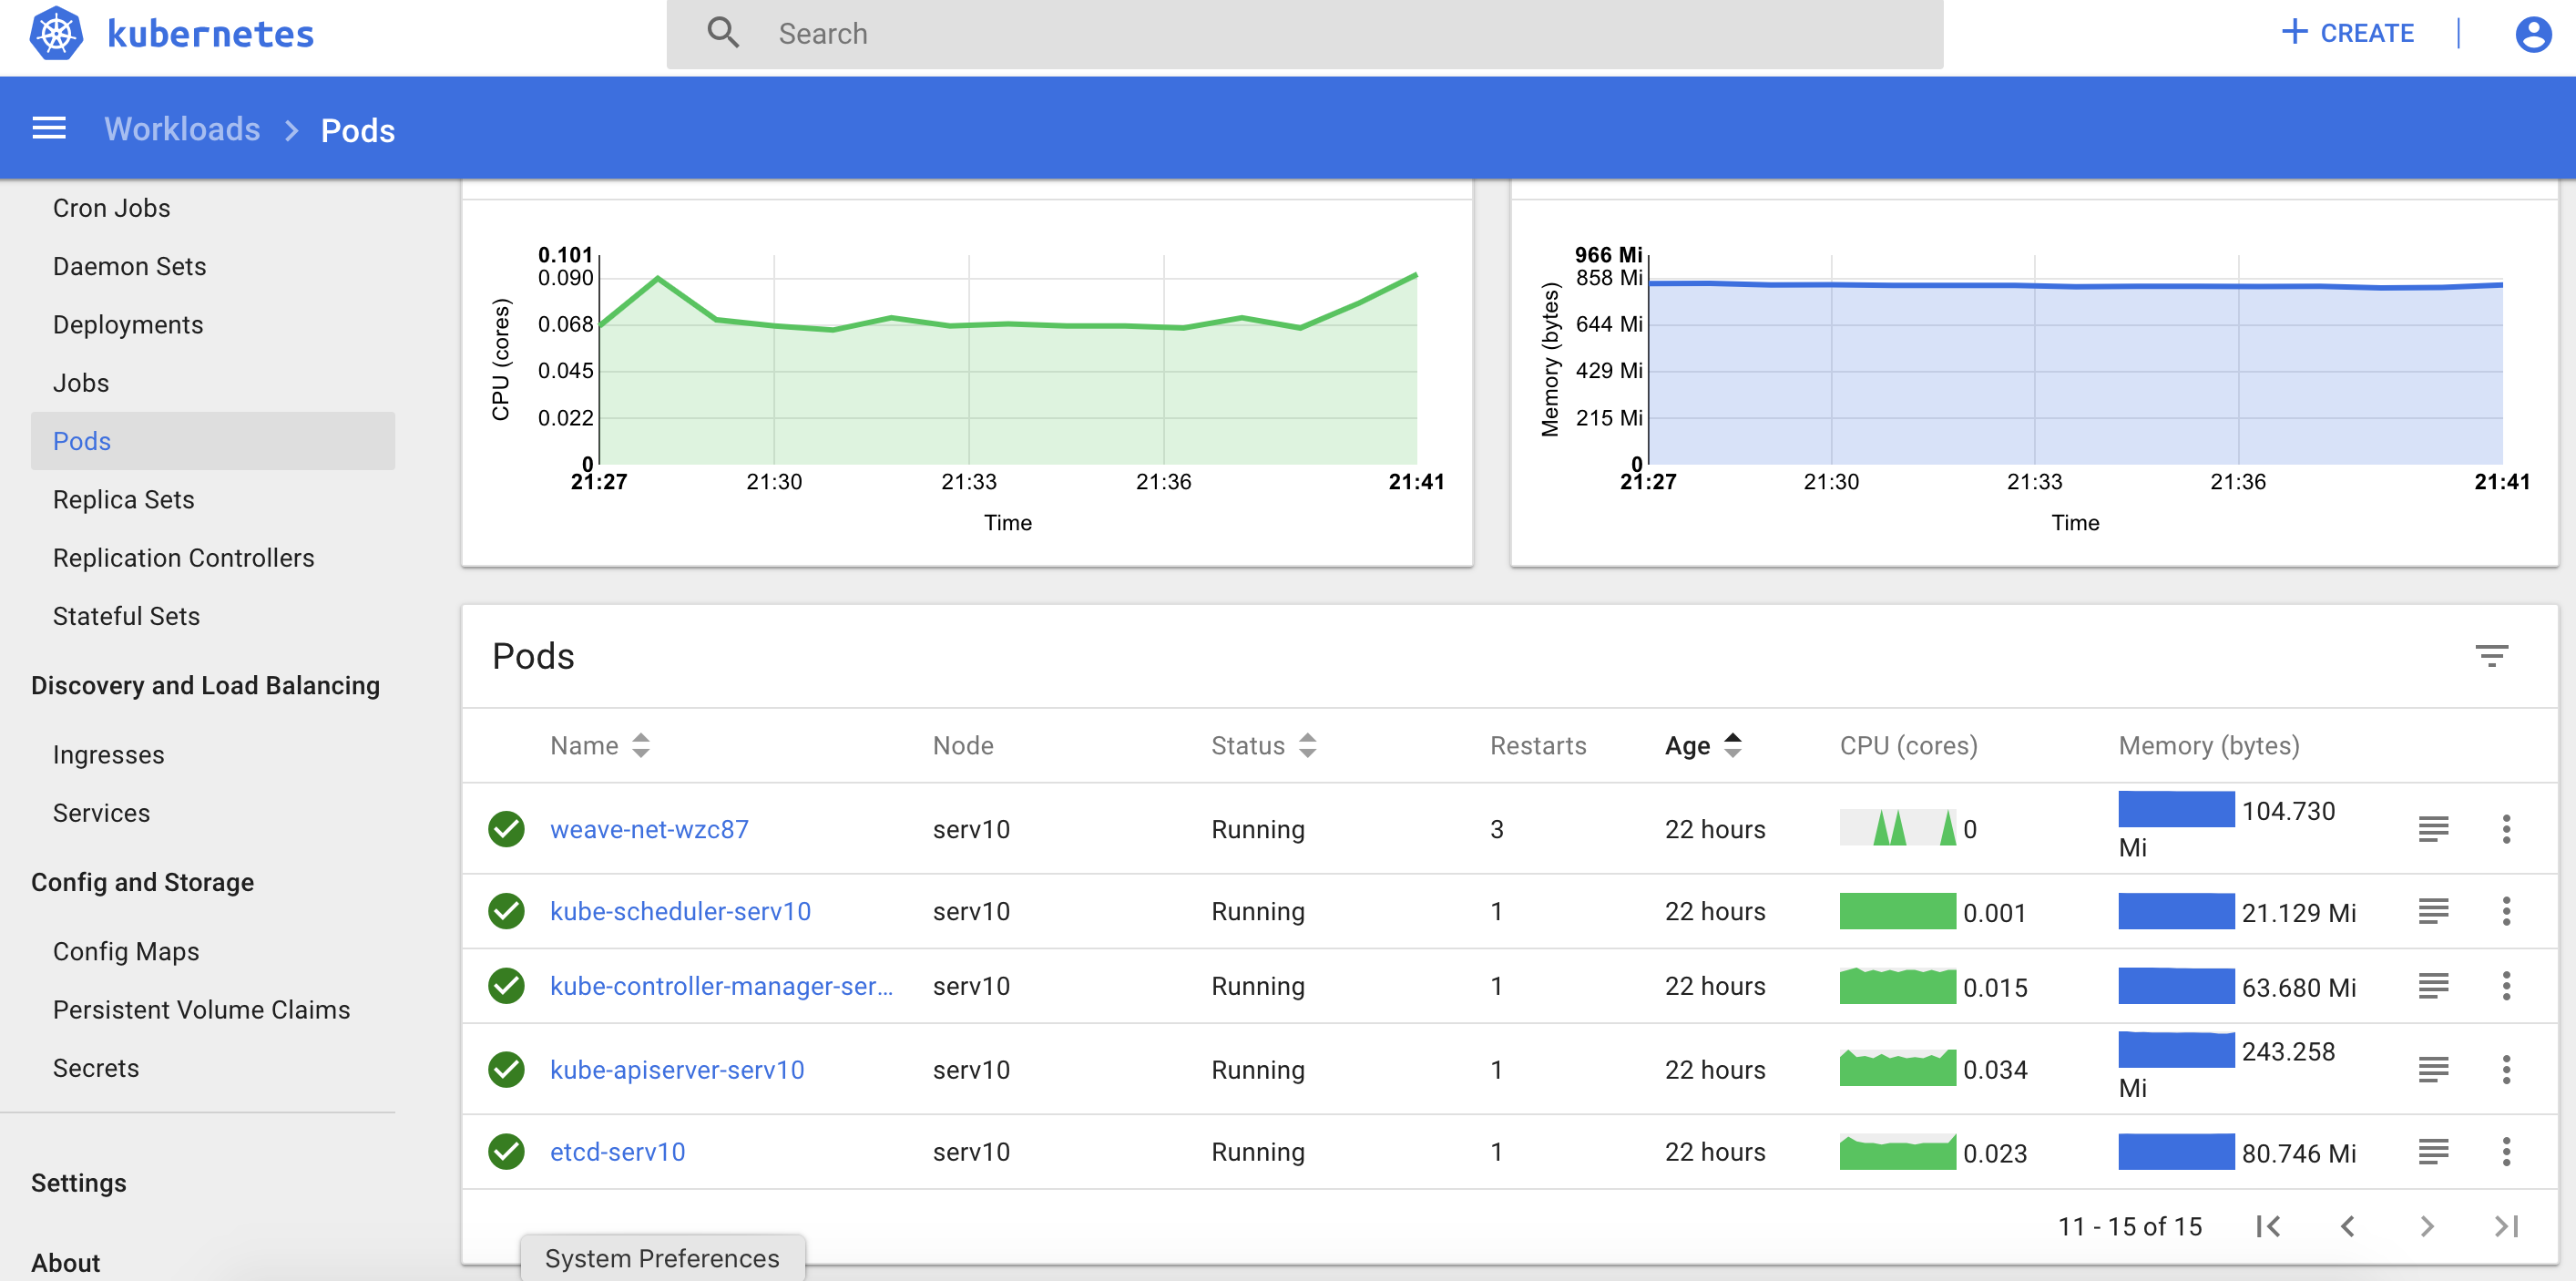 kubernetes
Search
CREATE
Workloads
Pods
Cron Jobs
Daemon Sets
Deployments
Jobs
Pods
Replica Sets
Replication Controllers
Stateful Sets
Discovery and Load Balancing
Ingresses
Services
Config and Storage
Config Maps
Persistent Volume Claims
Secrets
Settings
About
CPU (cores)
0.101
0.090
0.068
0.045
0.022
0
21:27 21:30 21:33 21:36 21:41
Time
Memory (bytes)
966 Mi
858 Mi
644 Mi
429 Mi
215 Mi
0
21:27 21:30 21:33 21:36 21:41
Time
Pods
Name Node Status Restarts Age CPU (cores) Memory (bytes)
weave-net-wzc87 serv10 Running 3 22 hours 0 104.730
Mi
kube-scheduler-serv10 serv10 Running 1 22 hours 0.001 21.129 Mi
kube-controller-manager-ser... serv10 Running 1 22 hours 0.015 63.680 Mi
kube-apiserver-serv10 serv10 Running 1 22 hours 0.034 243.258
Mi
etcd-serv10 serv10 Running 1 22 hours 0.023 80.746 Mi
11 - 15 of 15
System Preferences